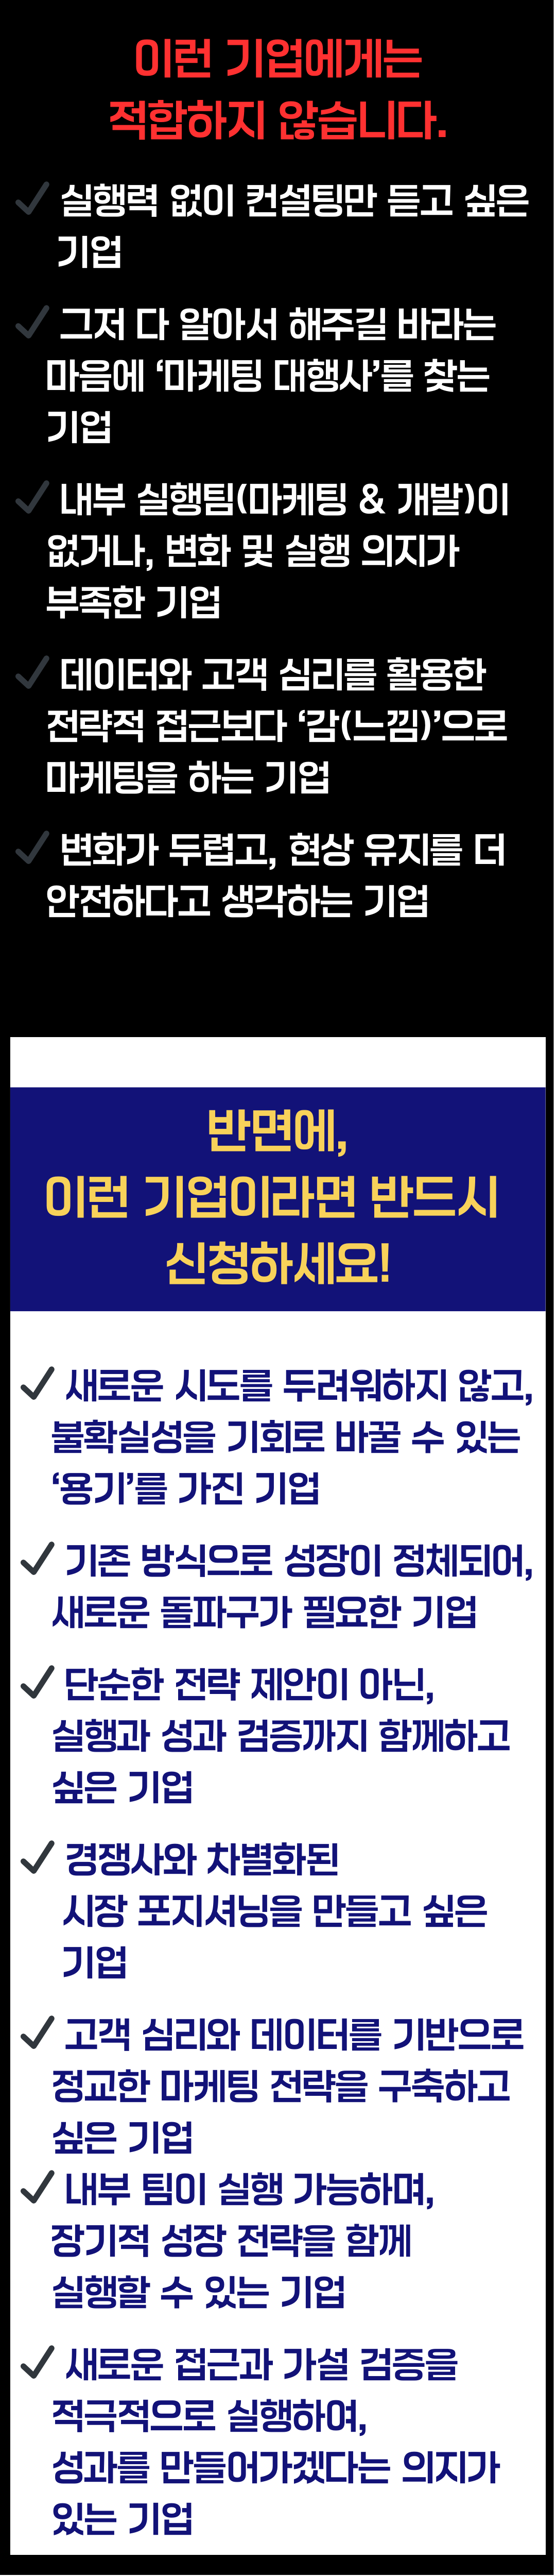 이런 기업에게는
적합하지 않습니다.
✓ 실행력 없이 컨설팅만 듣고 싶은
기업
✓ 그저 다 알아서 해주길 바라는
마음에 ‘마케팅 대행사’를 찾는
기업
✓ 내부 실행팀(마케팅 & 개발)이
없거나, 변화 및 실행 의지가
부족한 기업
✓ 데이터와 고객 심리를 활용한
전략적 접근보다 ‘감(느낌)’으로
마케팅을 하는 기업
✓ 변화가 두렵고, 현상 유지를 더
안전하다고 생각하는 기업
반면에,
이런 기업이라면 반드시
신청하세요!
✓ 새로운 시도를 두려워하지 않고,
불확실성을 기회로 바꿀 수 있는
‘용기’를 가진 기업
✓ 기존 방식으로 성장이 정체되어,
새로운 돌파구가 필요한 기업
✓ 단순한 전략 제안이 아닌,
실행과 성과 검증까지 함께하고
싶은 기업
✓ 경쟁사와 차별화된
시장 포지셔닝을 만들고 싶은
기업
✓ 고객 심리와 데이터를 기반으로
정교한 마케팅 전략을 구축하고
싶은 기업
✓ 내부 팀이 실행 가능하며,
장기적 성장 전략을 함께
실행할 수 있는 기업
✓ 새로운 접근과 가설 검증을
적극적으로 실행하여,
성과를 만들어가겠다는 의지가
있는 기업